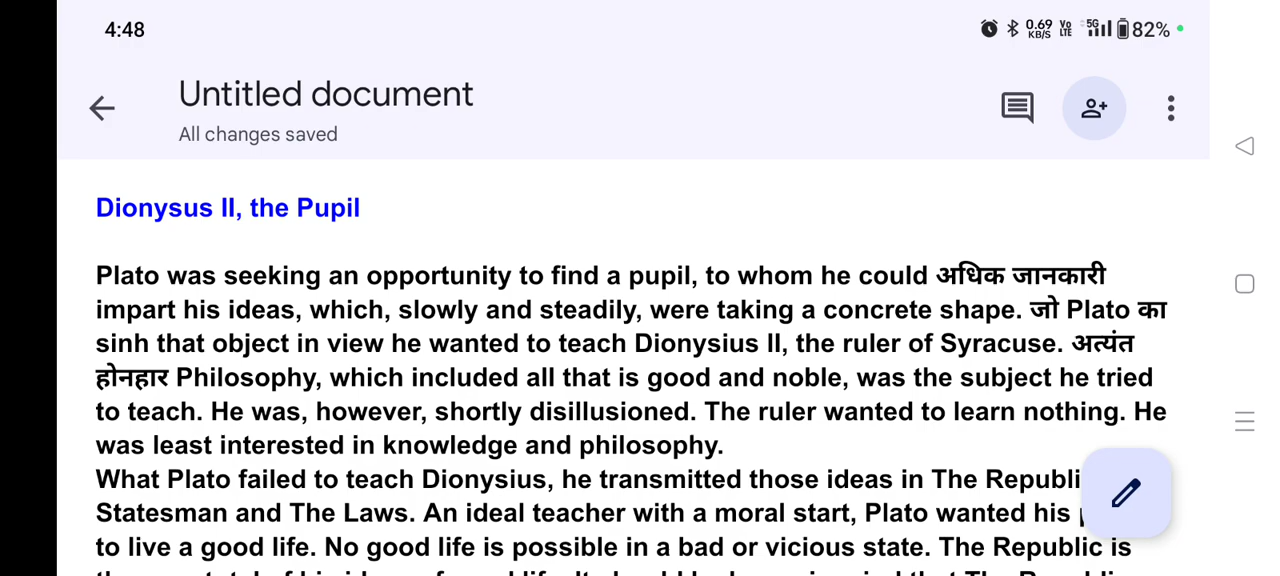 4:48
0.69 KB/S Vo LTE 5G 82%
Untitled document
All changes saved
Dionysus II, the Pupil
Plato was seeking an opportunity to find a pupil, to whom he could अधिक जानकारी
impart his ideas, which, slowly and steadily, were taking a concrete shape. जो Plato का
sinh that object in view he wanted to teach Dionysius II, the ruler of Syracuse. अत्यंत
होनहार Philosophy, which included all that is good and noble, was the subject he tried
to teach. He was, however, shortly disillusioned. The ruler wanted to learn nothing. He
was least interested in knowledge and philosophy.
What Plato failed to teach Dionysius, he transmitted those ideas in The Republi
Statesman and The Laws. An ideal teacher with a moral start, Plato wanted his
to live a good life. No good life is possible in a bad or vicious state. The Republic is